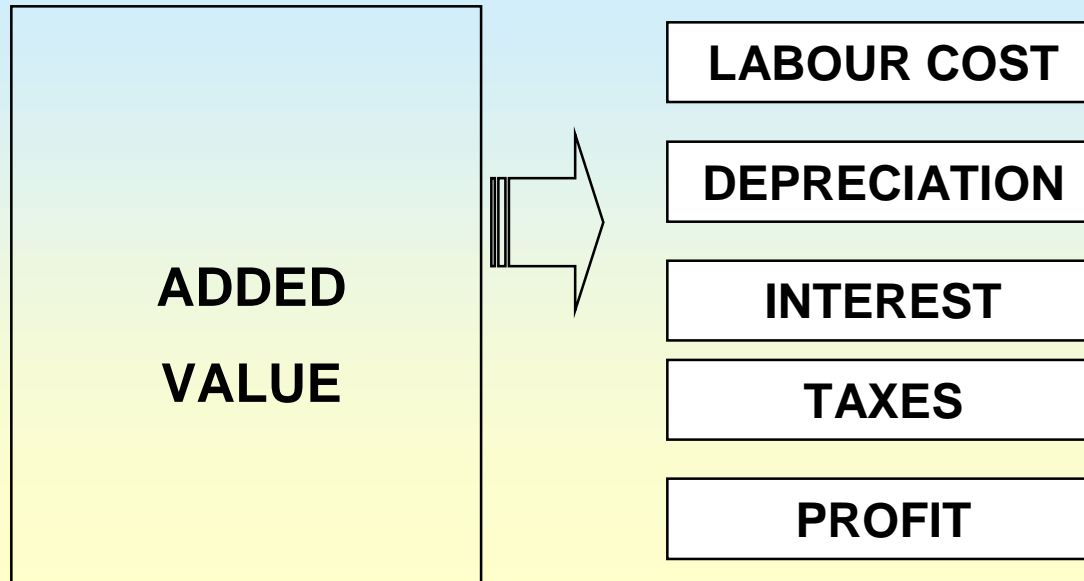 ADDED
VALUE
LABOUR COST
DEPRECIATION
INTEREST
TAXES
PROFIT